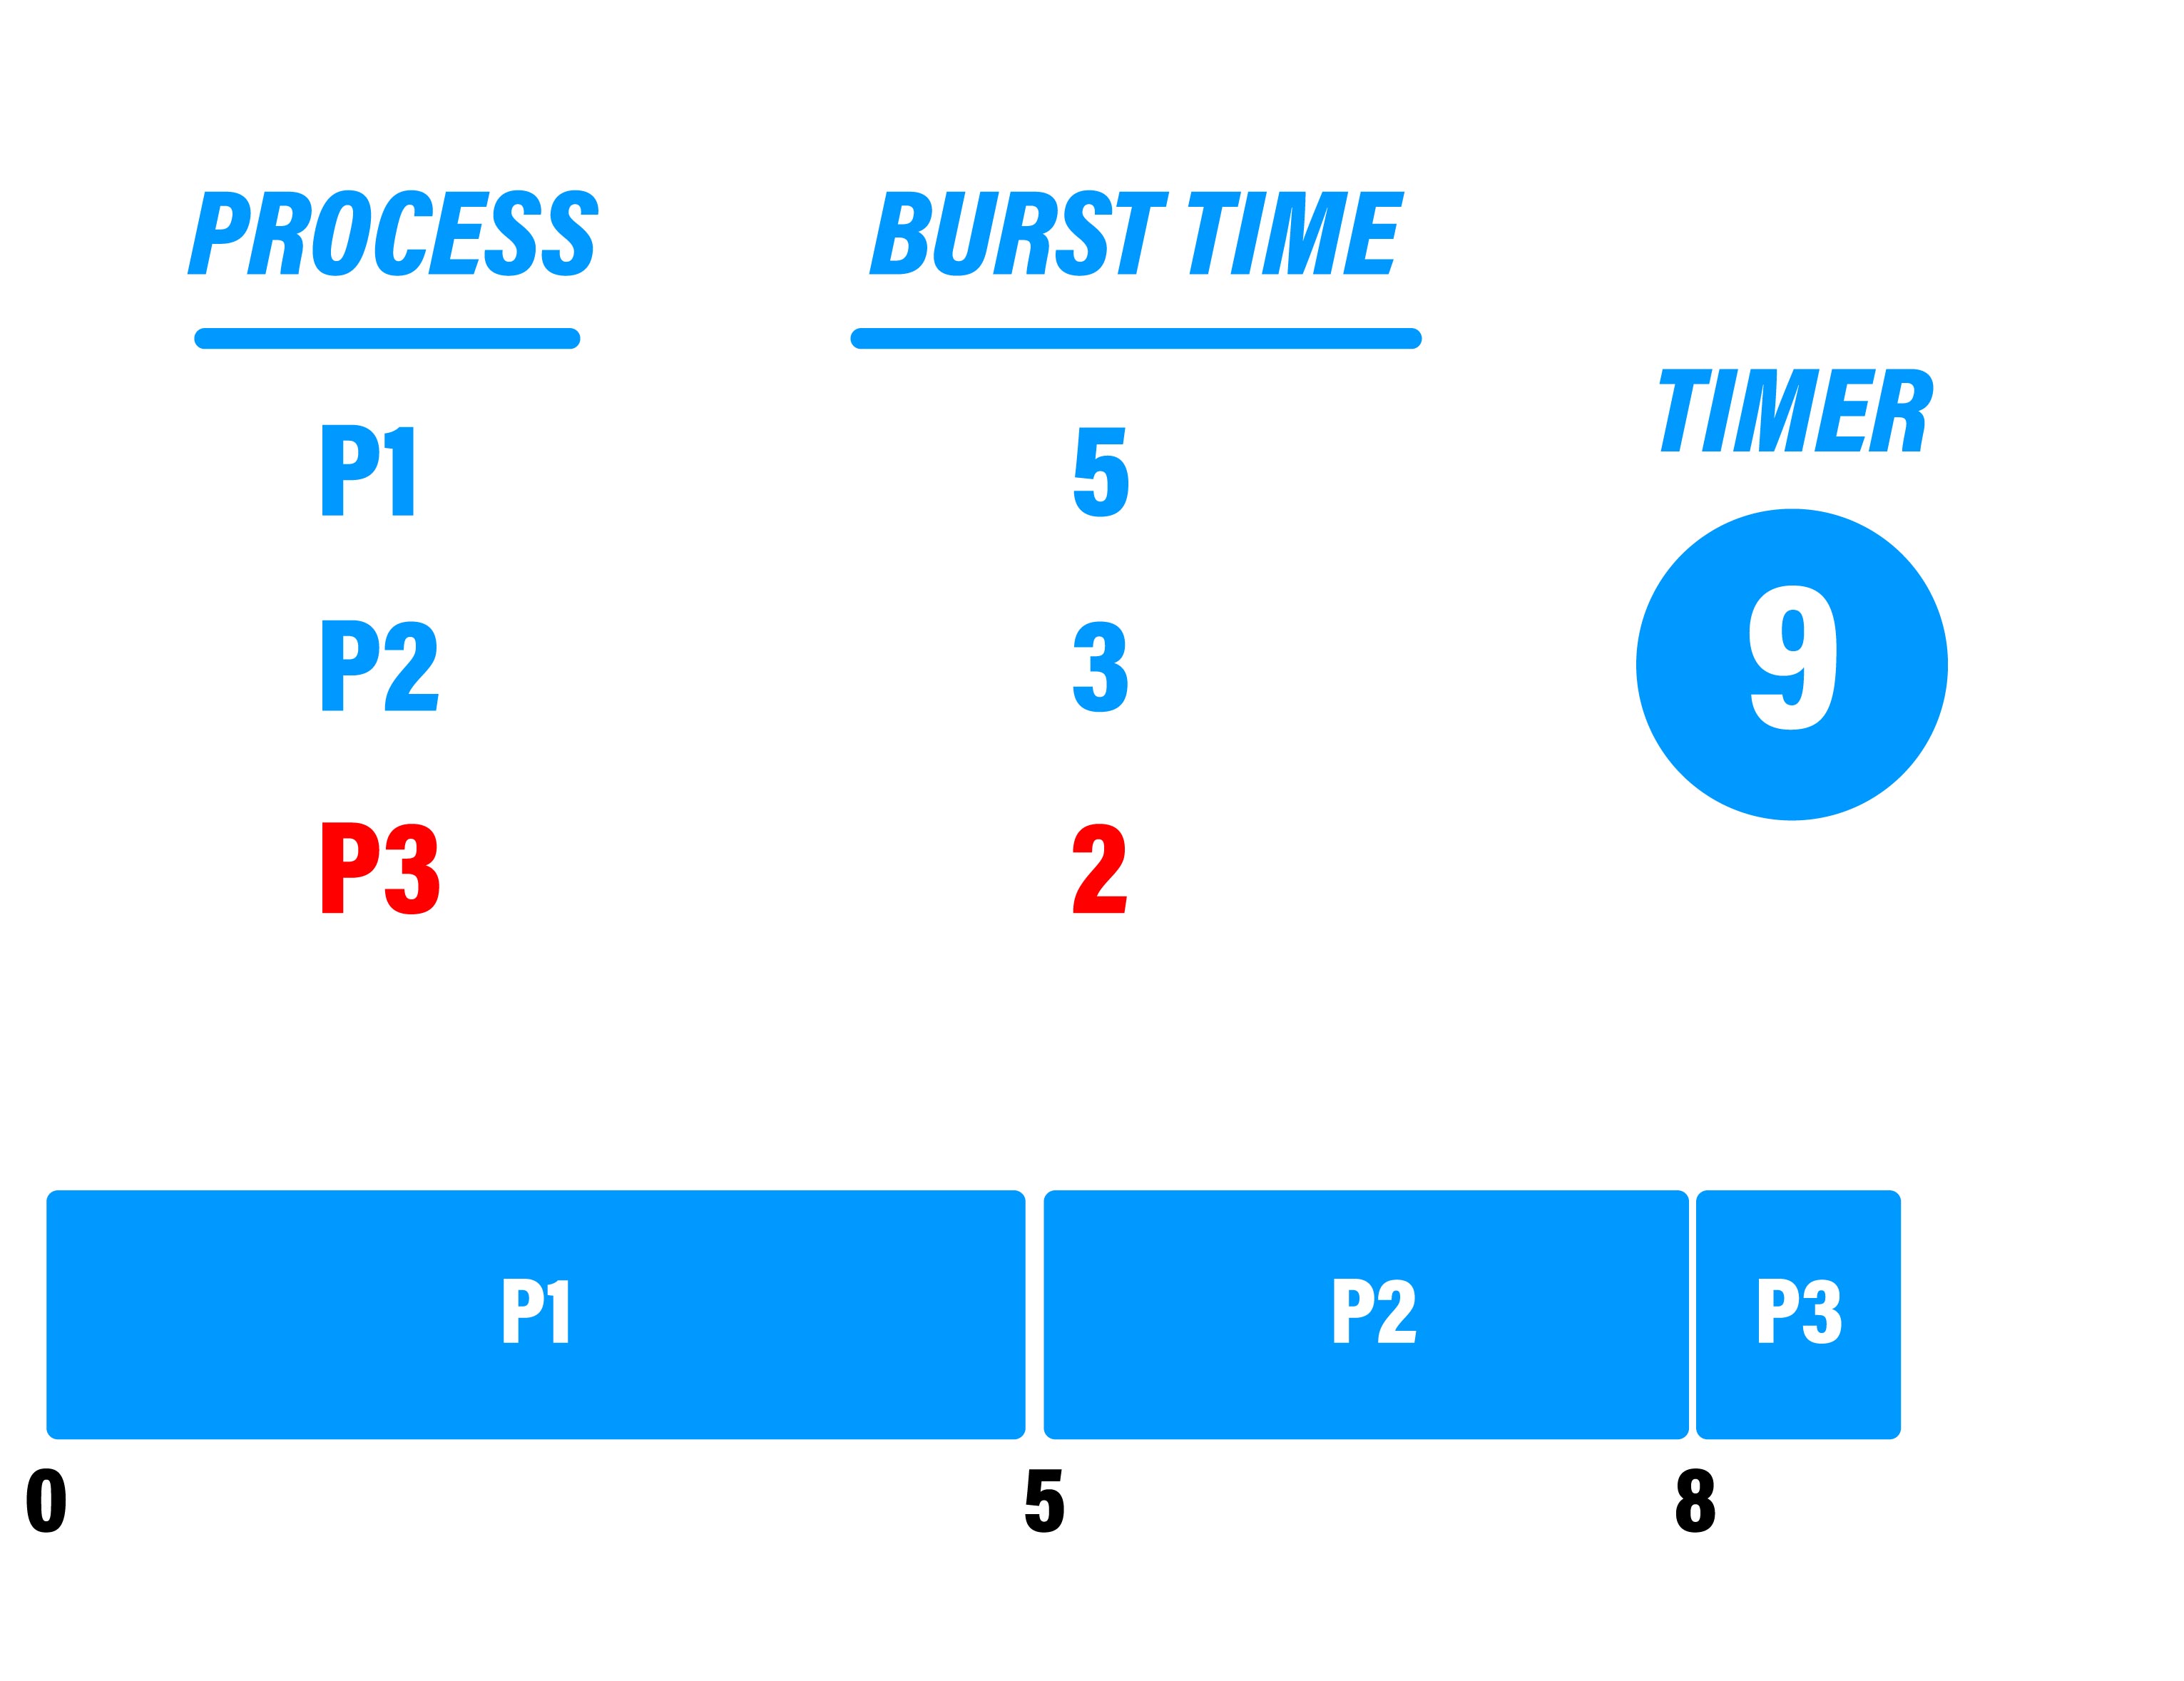 PROCESS BURST TIME
TIMER
P1 5
P2 3
9
P3 2
P1 P2 P3
0 5 8